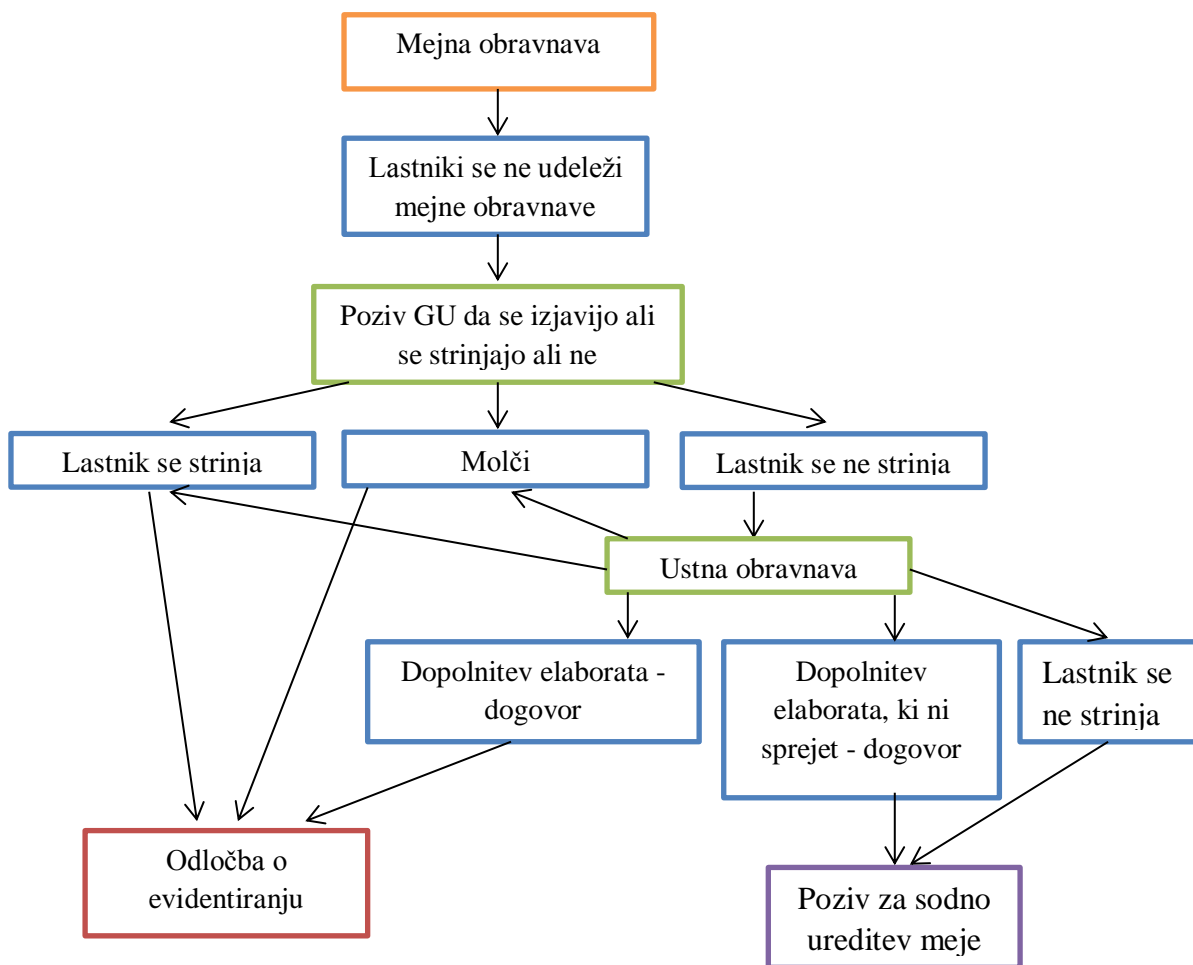 Mejna obravnava
Lastniki se ne udeleži
mejne obravnave
Poziv GU da se izjavijo ali
se strinjajo ali ne
Lastnik se strinja
Molči
Lastnik se ne strinja
Ustna obravnava
Dopolnitev elaborata -
dogovor
Dopolnitev
elaborata, ki ni
sprejet - dogovor
Lastnik se
ne strinja
Odločba o
evidentiranju
Poziv za sodno
ureditev meje